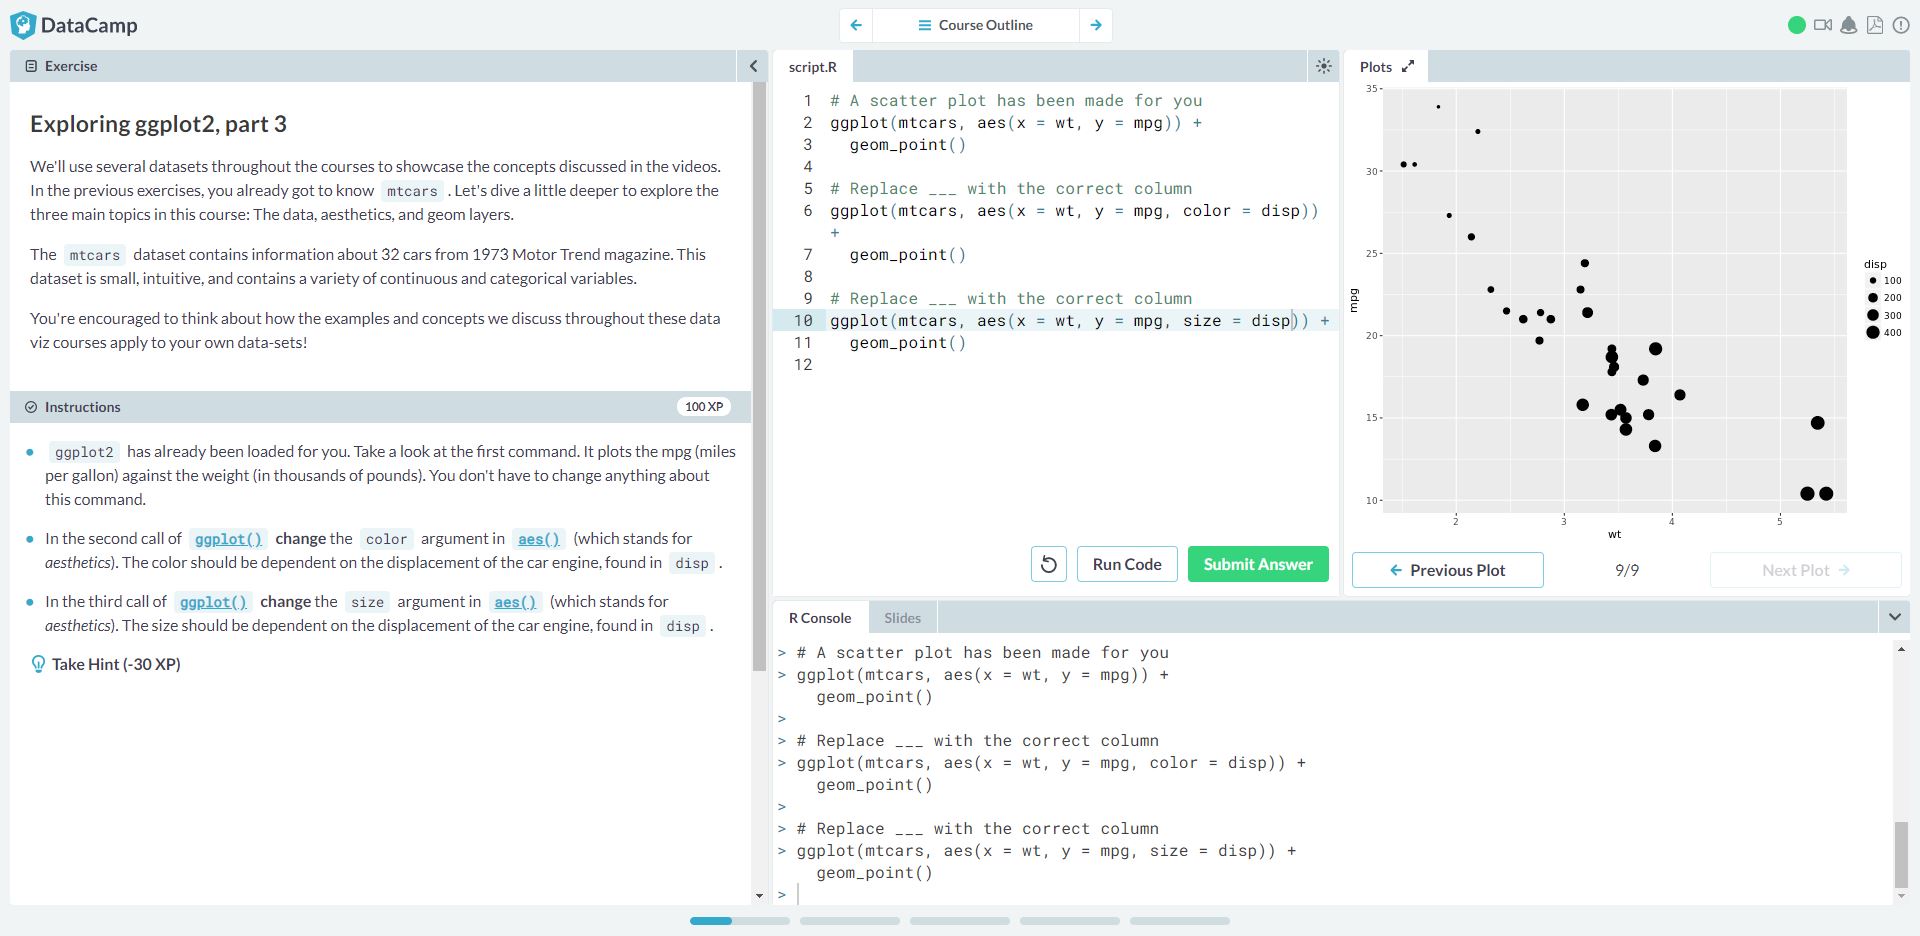 DataCamp
Course Outline
Exercise
Exploring ggplot2, part 3
We'll use several datasets throughout the courses to showcase the concepts discussed in the videos.
In the previous exercises, you already got to know mtcars . Let's dive a little deeper to explore the
three main topics in this course: The data, aesthetics, and geom layers.
The mtcars dataset contains information about 32 cars from 1973 Motor Trend magazine. This
dataset is small, intuitive, and contains a variety of continuous and categorical variables.
You're encouraged to think about how the examples and concepts we discuss throughout these data
viz courses apply to your own data-sets!
Instructions
100 XP
ggplot2 has already been loaded for you. Take a look at the first command. It plots the mpg (miles
per gallon) against the weight (in thousands of pounds). You don't have to change anything about
this command.
In the second call of ggplot() change the color argument in aes() (which stands for
aesthetics). The color should be dependent on the displacement of the car engine, found in disp .
In the third call of ggplot() change the size argument in aes() (which stands for
aesthetics). The size should be dependent on the displacement of the car engine, found in disp .
Take Hint (-30 XP)
script.R
1 # A scatter plot has been made for you
2 ggplot(mtcars, aes(x = wt, y = mpg)) +
3   geom_point()
4
5 # Replace ___ with the correct column
6 ggplot(mtcars, aes(x = wt, y = mpg, color = disp))
+
7   geom_point()
8
9 # Replace ___ with the correct column
10 ggplot(mtcars, aes(x = wt, y = mpg, size = disp)) +
11   geom_point()
12
Run Code
Submit Answer
Plots
35
30
25
20
15
10
mpg
2 3 4 5
wt
disp
100
200
300
400
Previous Plot
9/9
Next Plot
R Console
Slides
> # A scatter plot has been made for you
> ggplot(mtcars, aes(x = wt, y = mpg)) +
    geom_point()
>
> # Replace ___ with the correct column
> ggplot(mtcars, aes(x = wt, y = mpg, color = disp)) +
    geom_point()
>
> # Replace ___ with the correct column
> ggplot(mtcars, aes(x = wt, y = mpg, size = disp)) +
    geom_point()
>